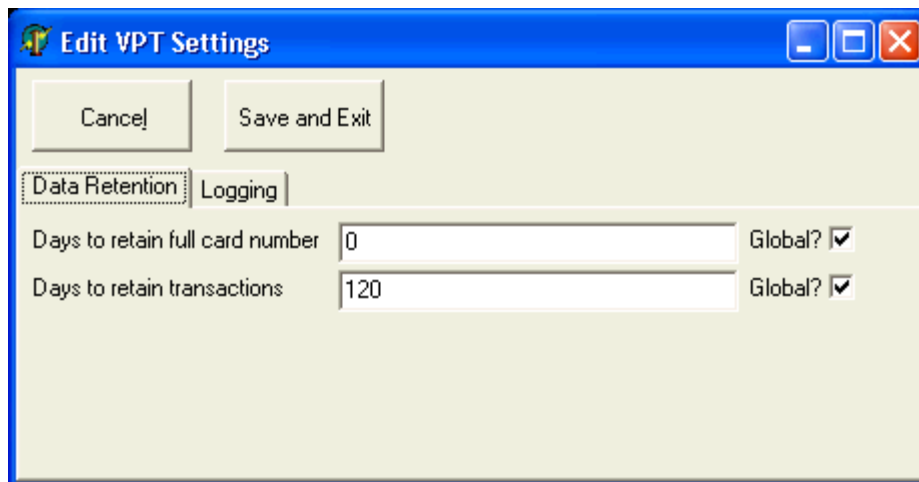 Edit VPT Settings
Cancel Save and Exit
Data Retention Logging
Days to retain full card number 0 Global?
Days to retain transactions 120 Global?